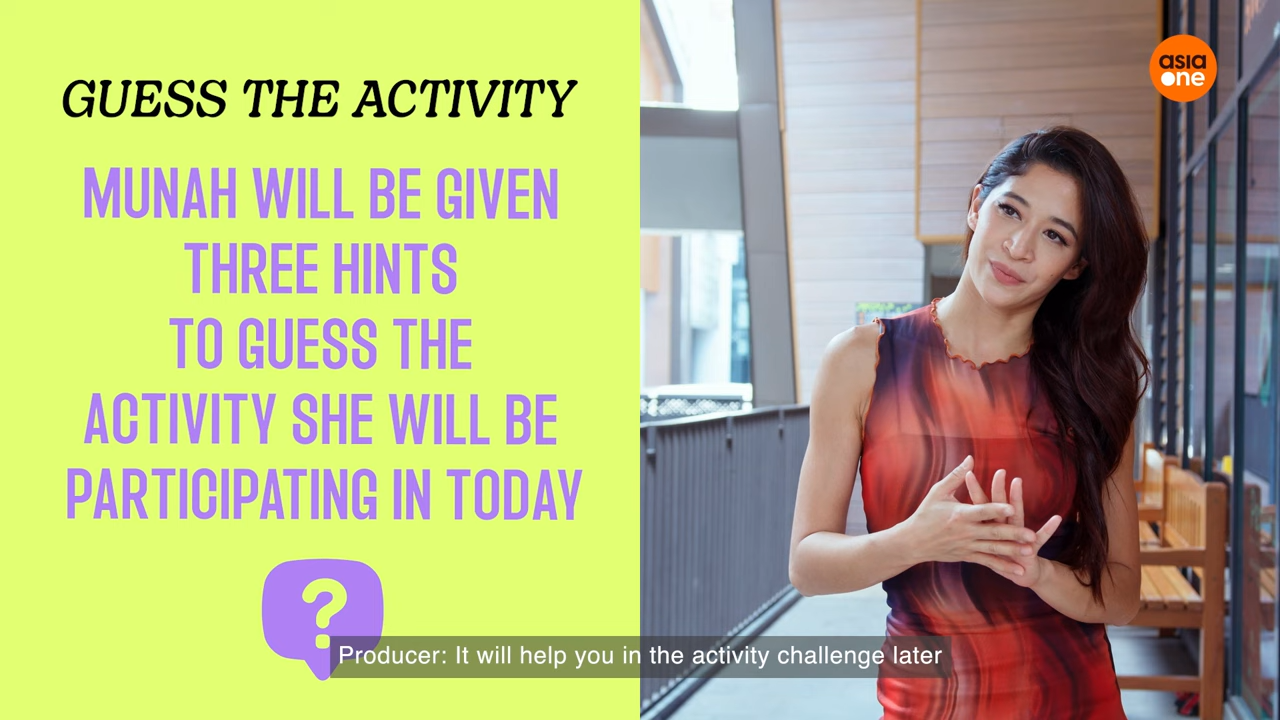 GUESS THE ACTIVITY
MUNAH WILL BE GIVEN
THREE HINTS
TO GUESS THE
ACTIVITY SHE WILL BE
PARTICIPATING IN TODAY
?
Producer: It will help you in the activity challenge later
asia
one